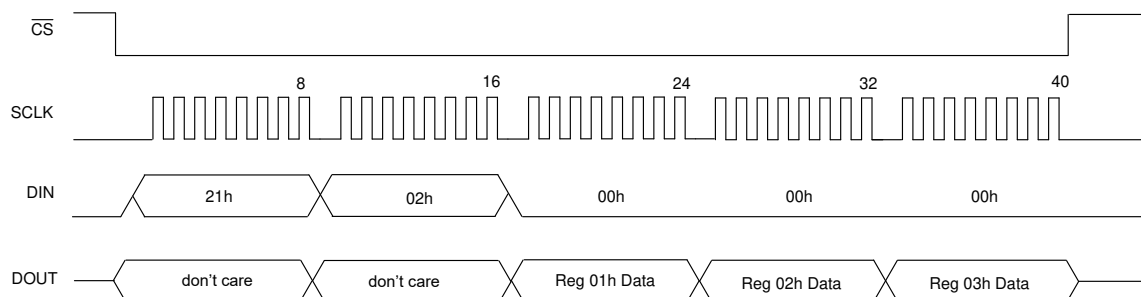 CS
8 16 24 32 40
SCLK
DIN 21h 02h 00h 00h 00h
DOUT don't care don't care Reg 01h Data Reg 02h Data Reg 03h Data